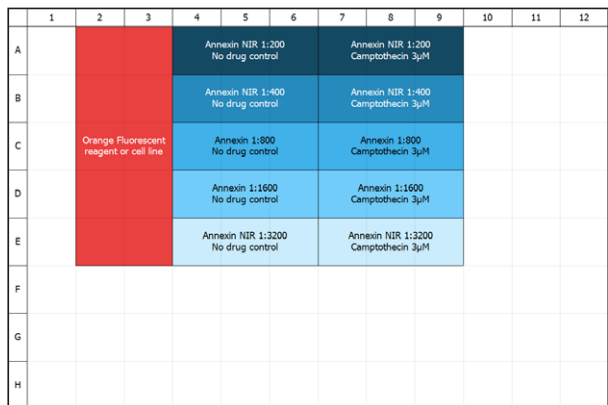 1 2 3 4 5 6 7 8 9 10 11 12
A
Annexin NIR 1:200
No drug control
Annexin NIR 1:200
Camptothecin 3µM
B
Annexin NIR 1:400
No drug control
Annexin NIR 1:400
Camptothecin 3µM
C
Orange Fluorescent
reagent or cell line
Annexin 1:800
No drug control
Annexin 1:800
Camptothecin 3µM
D
Annexin 1:1600
No drug control
Annexin 1:1600
Camptothecin 3µM
E
Annexin NIR 1:3200
No drug control
Annexin NIR 1:3200
Camptothecin 3µM
F
G
H